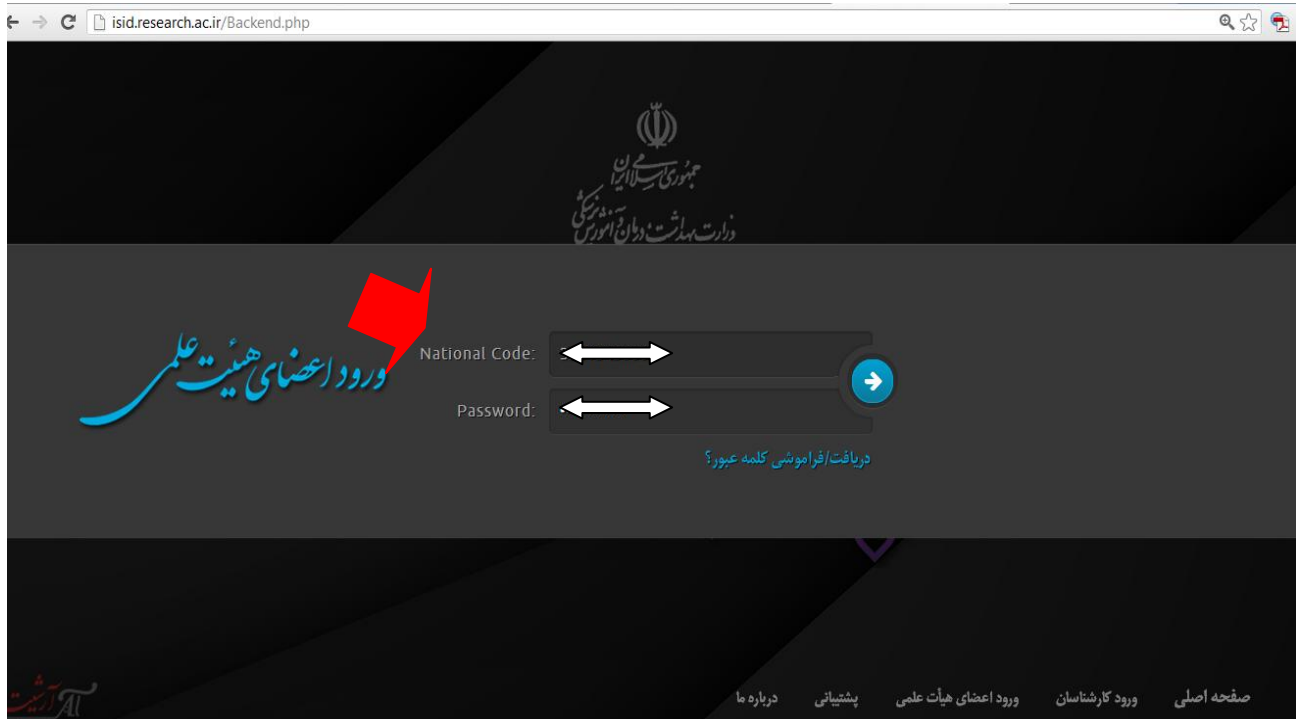 isid.research.ac.ir/Backend.php
جمهوری اسلامی ایران
وزارت بهداشت، درمان و آموزش پزشکی
ورود اعضای هیئت علمی
National Code:
Password:
دریافت/فراموشی کلمه عبور؟
صفحه اصلی ورود کارشناسان ورود اعضای هیأت علمی پشتیبانی درباره ما